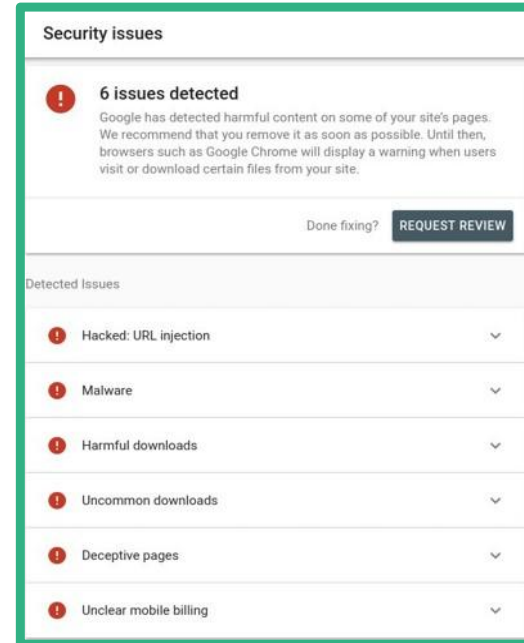 Security issues
6 issues detected
Google has detected harmful content on some of your site's pages.
We recommend that you remove it as soon as possible. Until then,
browsers such as Google Chrome will display a warning when users
visit or download certain files from your site.
Done fixing? REQUEST REVIEW
Detected Issues
Hacked: URL injection
Malware
Harmful downloads
Uncommon downloads
Deceptive pages
Unclear mobile billing